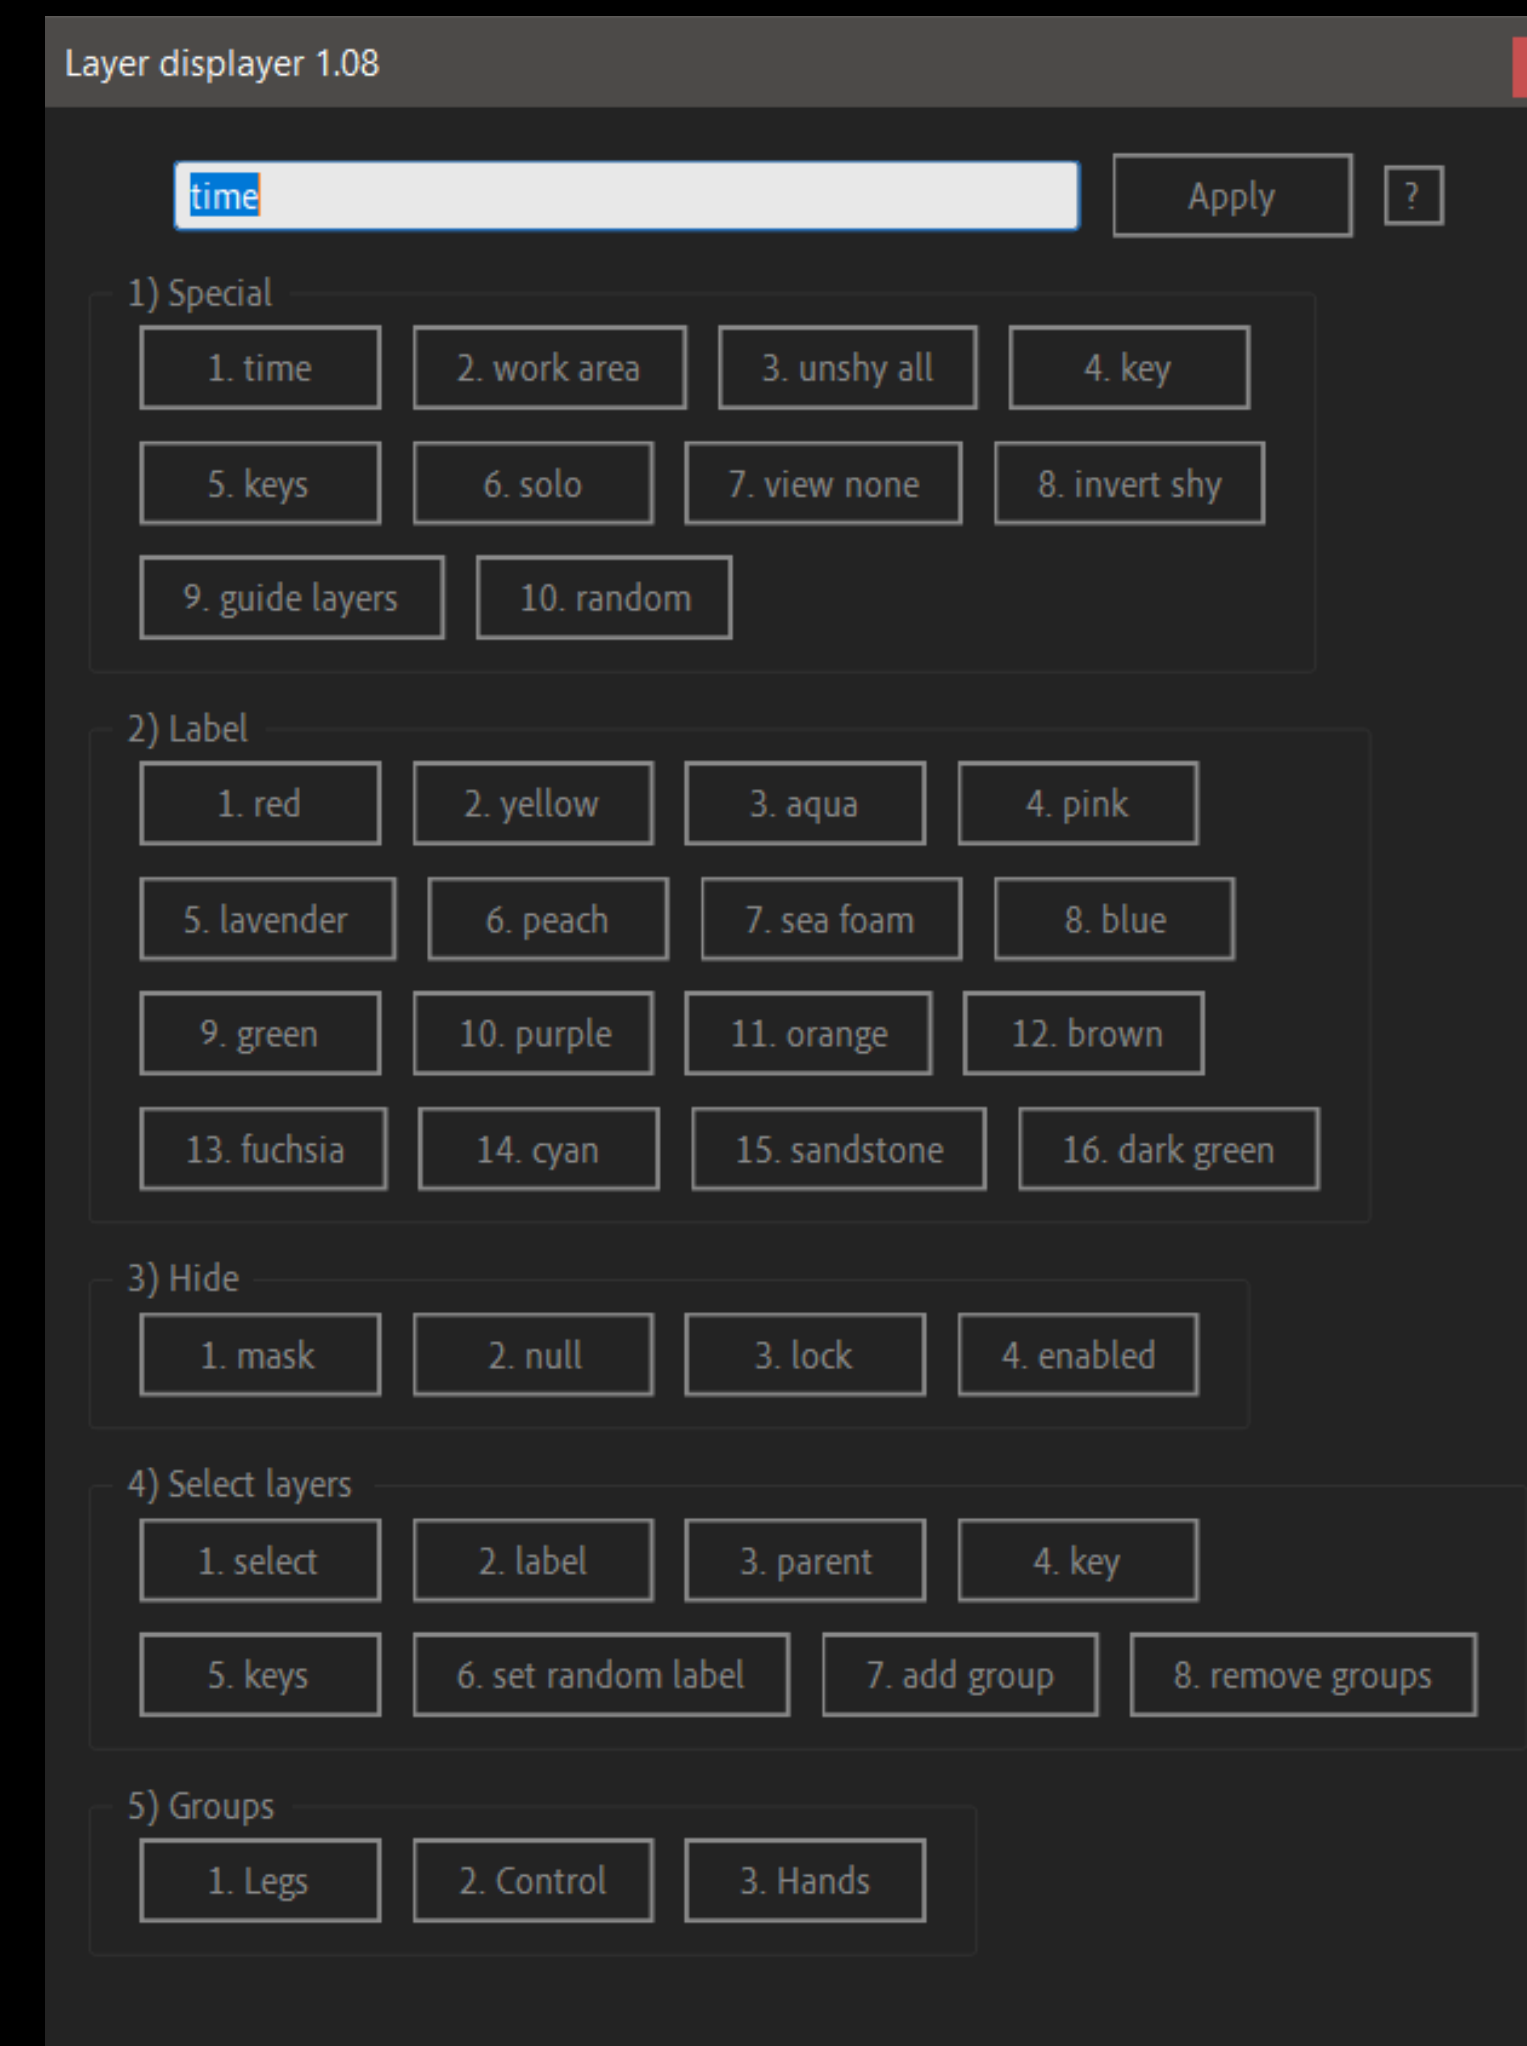 Layer displayer 1.08
time Apply ?
1) Special
1. time 2. work area 3. unshy all 4. key
5. keys 6. solo 7. view none 8. invert shy
9. guide layers 10. random
2) Label
1. red 2. yellow 3. aqua 4. pink
5. lavender 6. peach 7. sea foam 8. blue
9. green 10. purple 11. orange 12. brown
13. fuchsia 14. cyan 15. sandstone 16. dark green
3) Hide
1. mask 2. null 3. lock 4. enabled
4) Select layers
1. select 2. label 3. parent 4. key
5. keys 6. set random label 7. add group 8. remove groups
5) Groups
1. Legs 2. Control 3. Hands